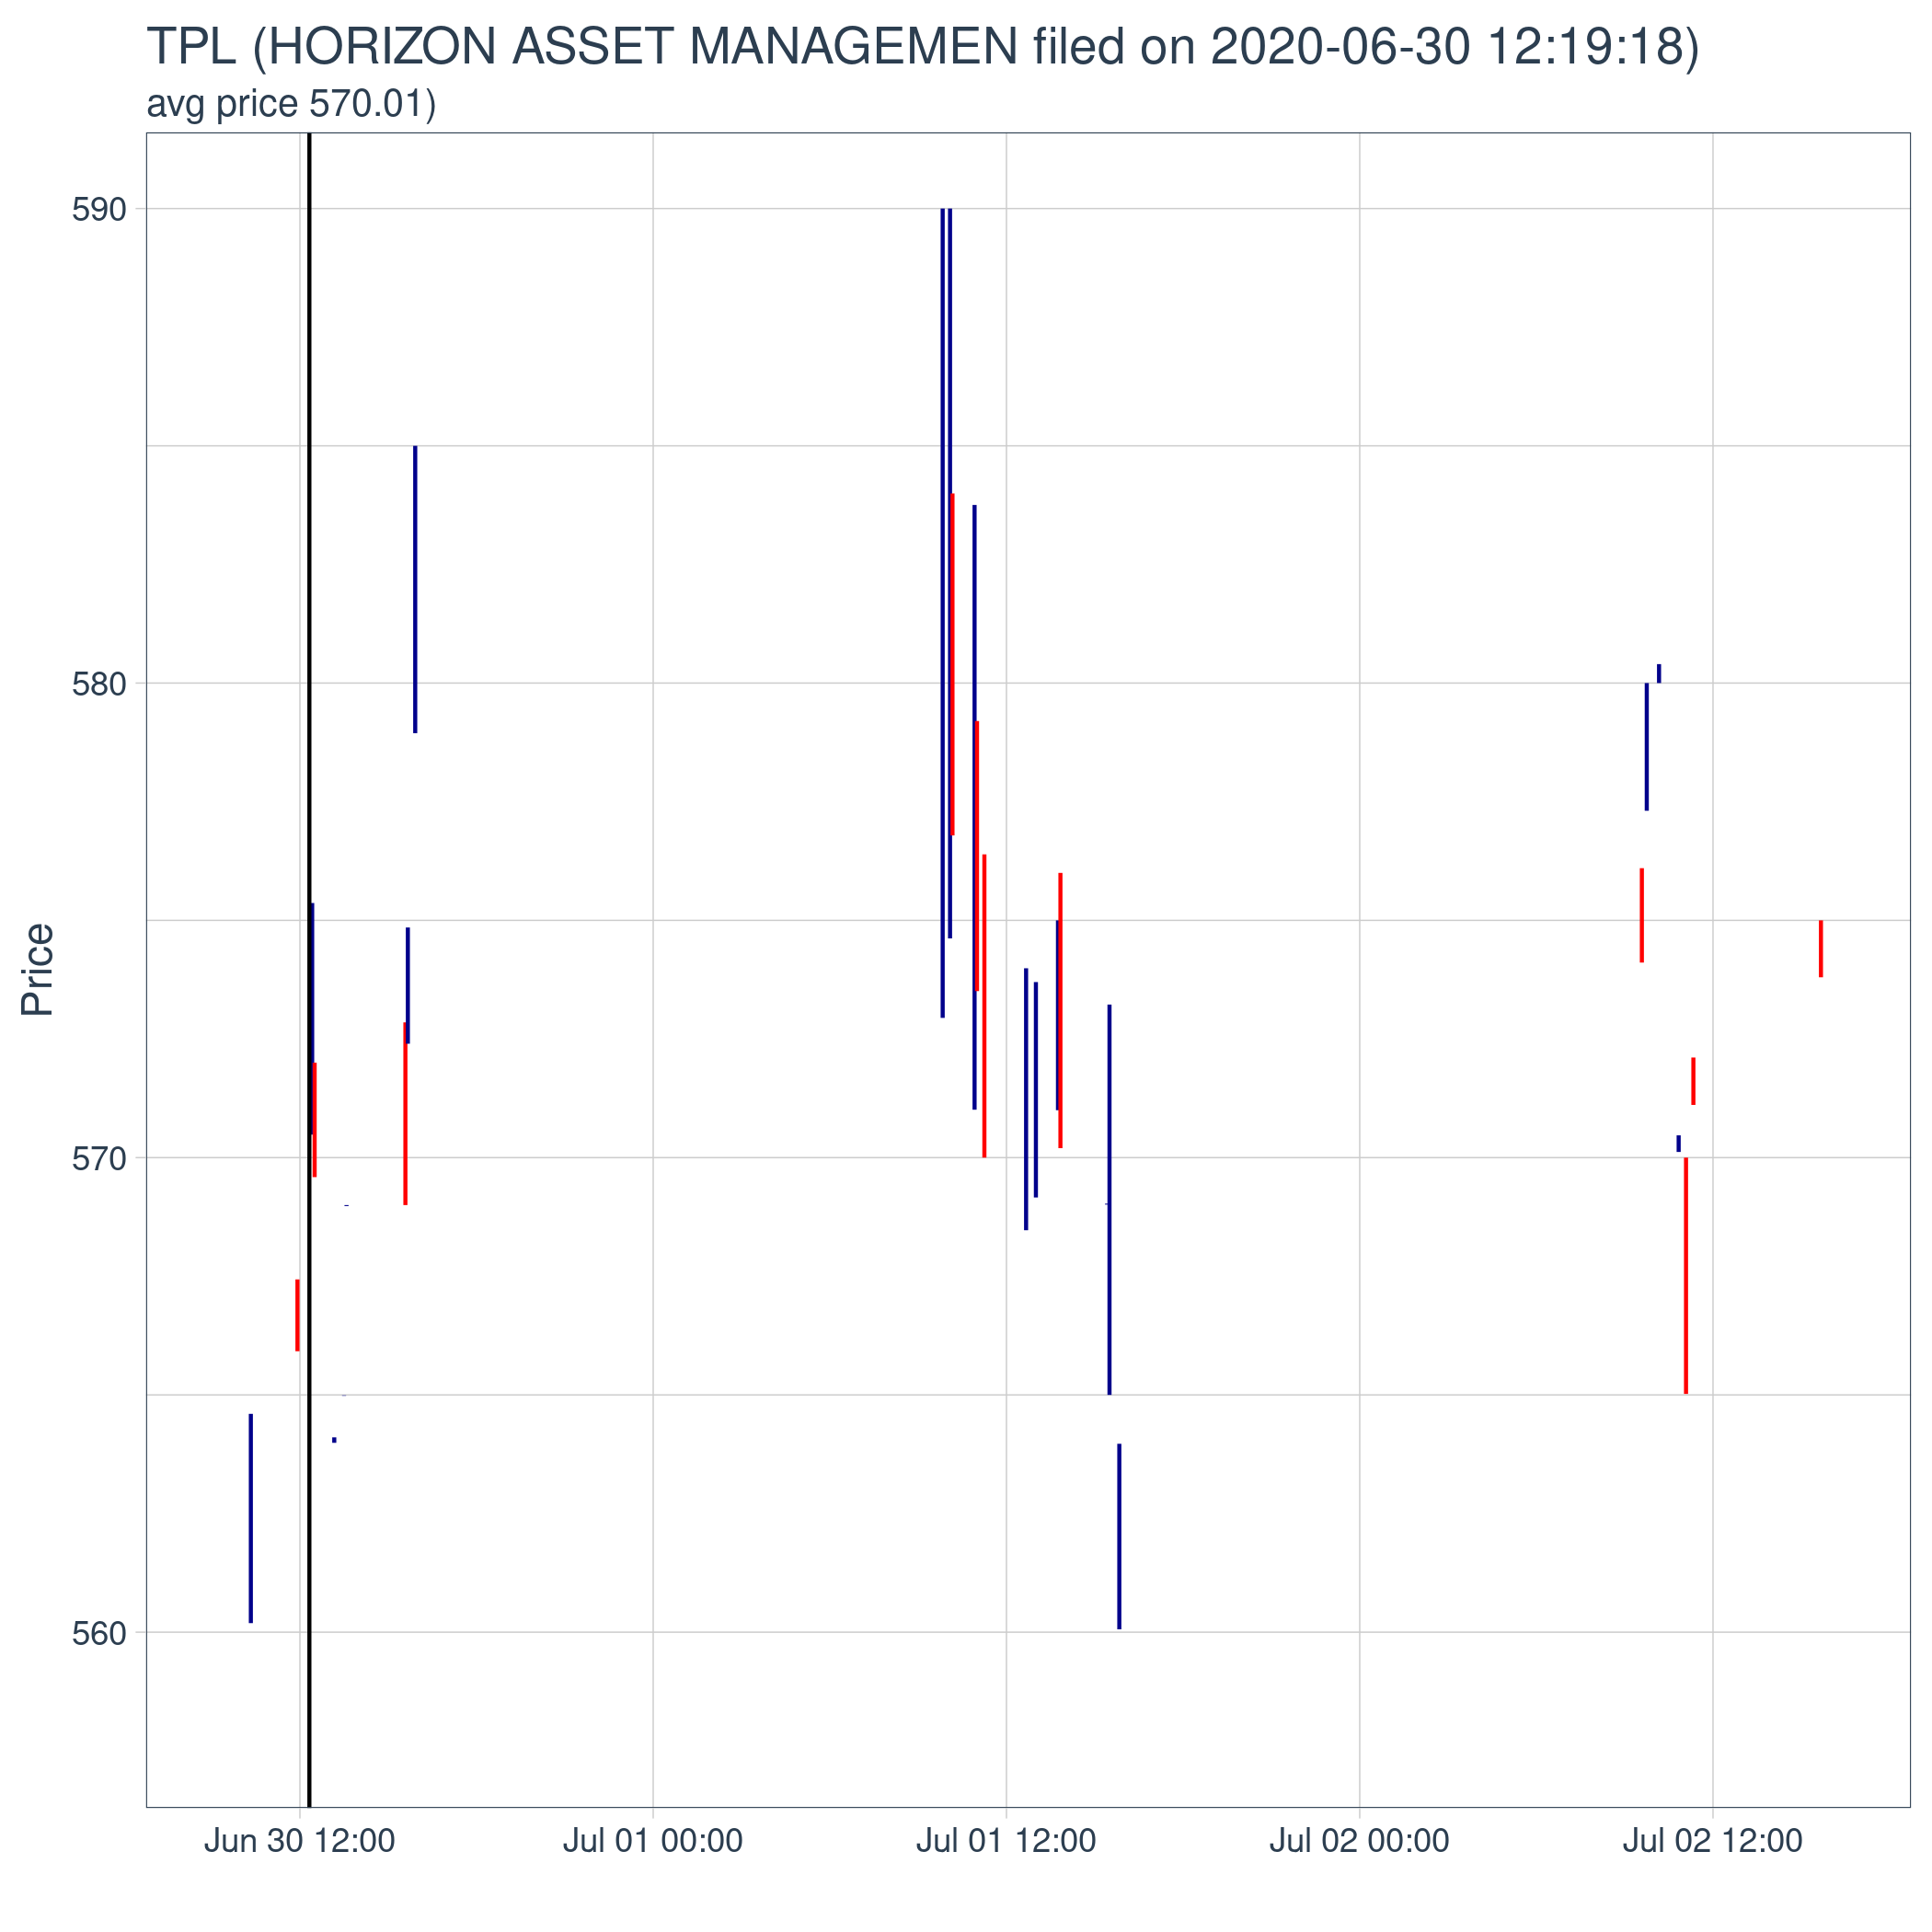 TPL (HORIZON ASSET MANAGEMEN filed on 2020-06-30 12:19:18)
avg price 570.01)
590
580
570
560
Price
Jun 30 12:00 Jul 01 00:00 Jul 01 12:00 Jul 02 00:00 Jul 02 12:00